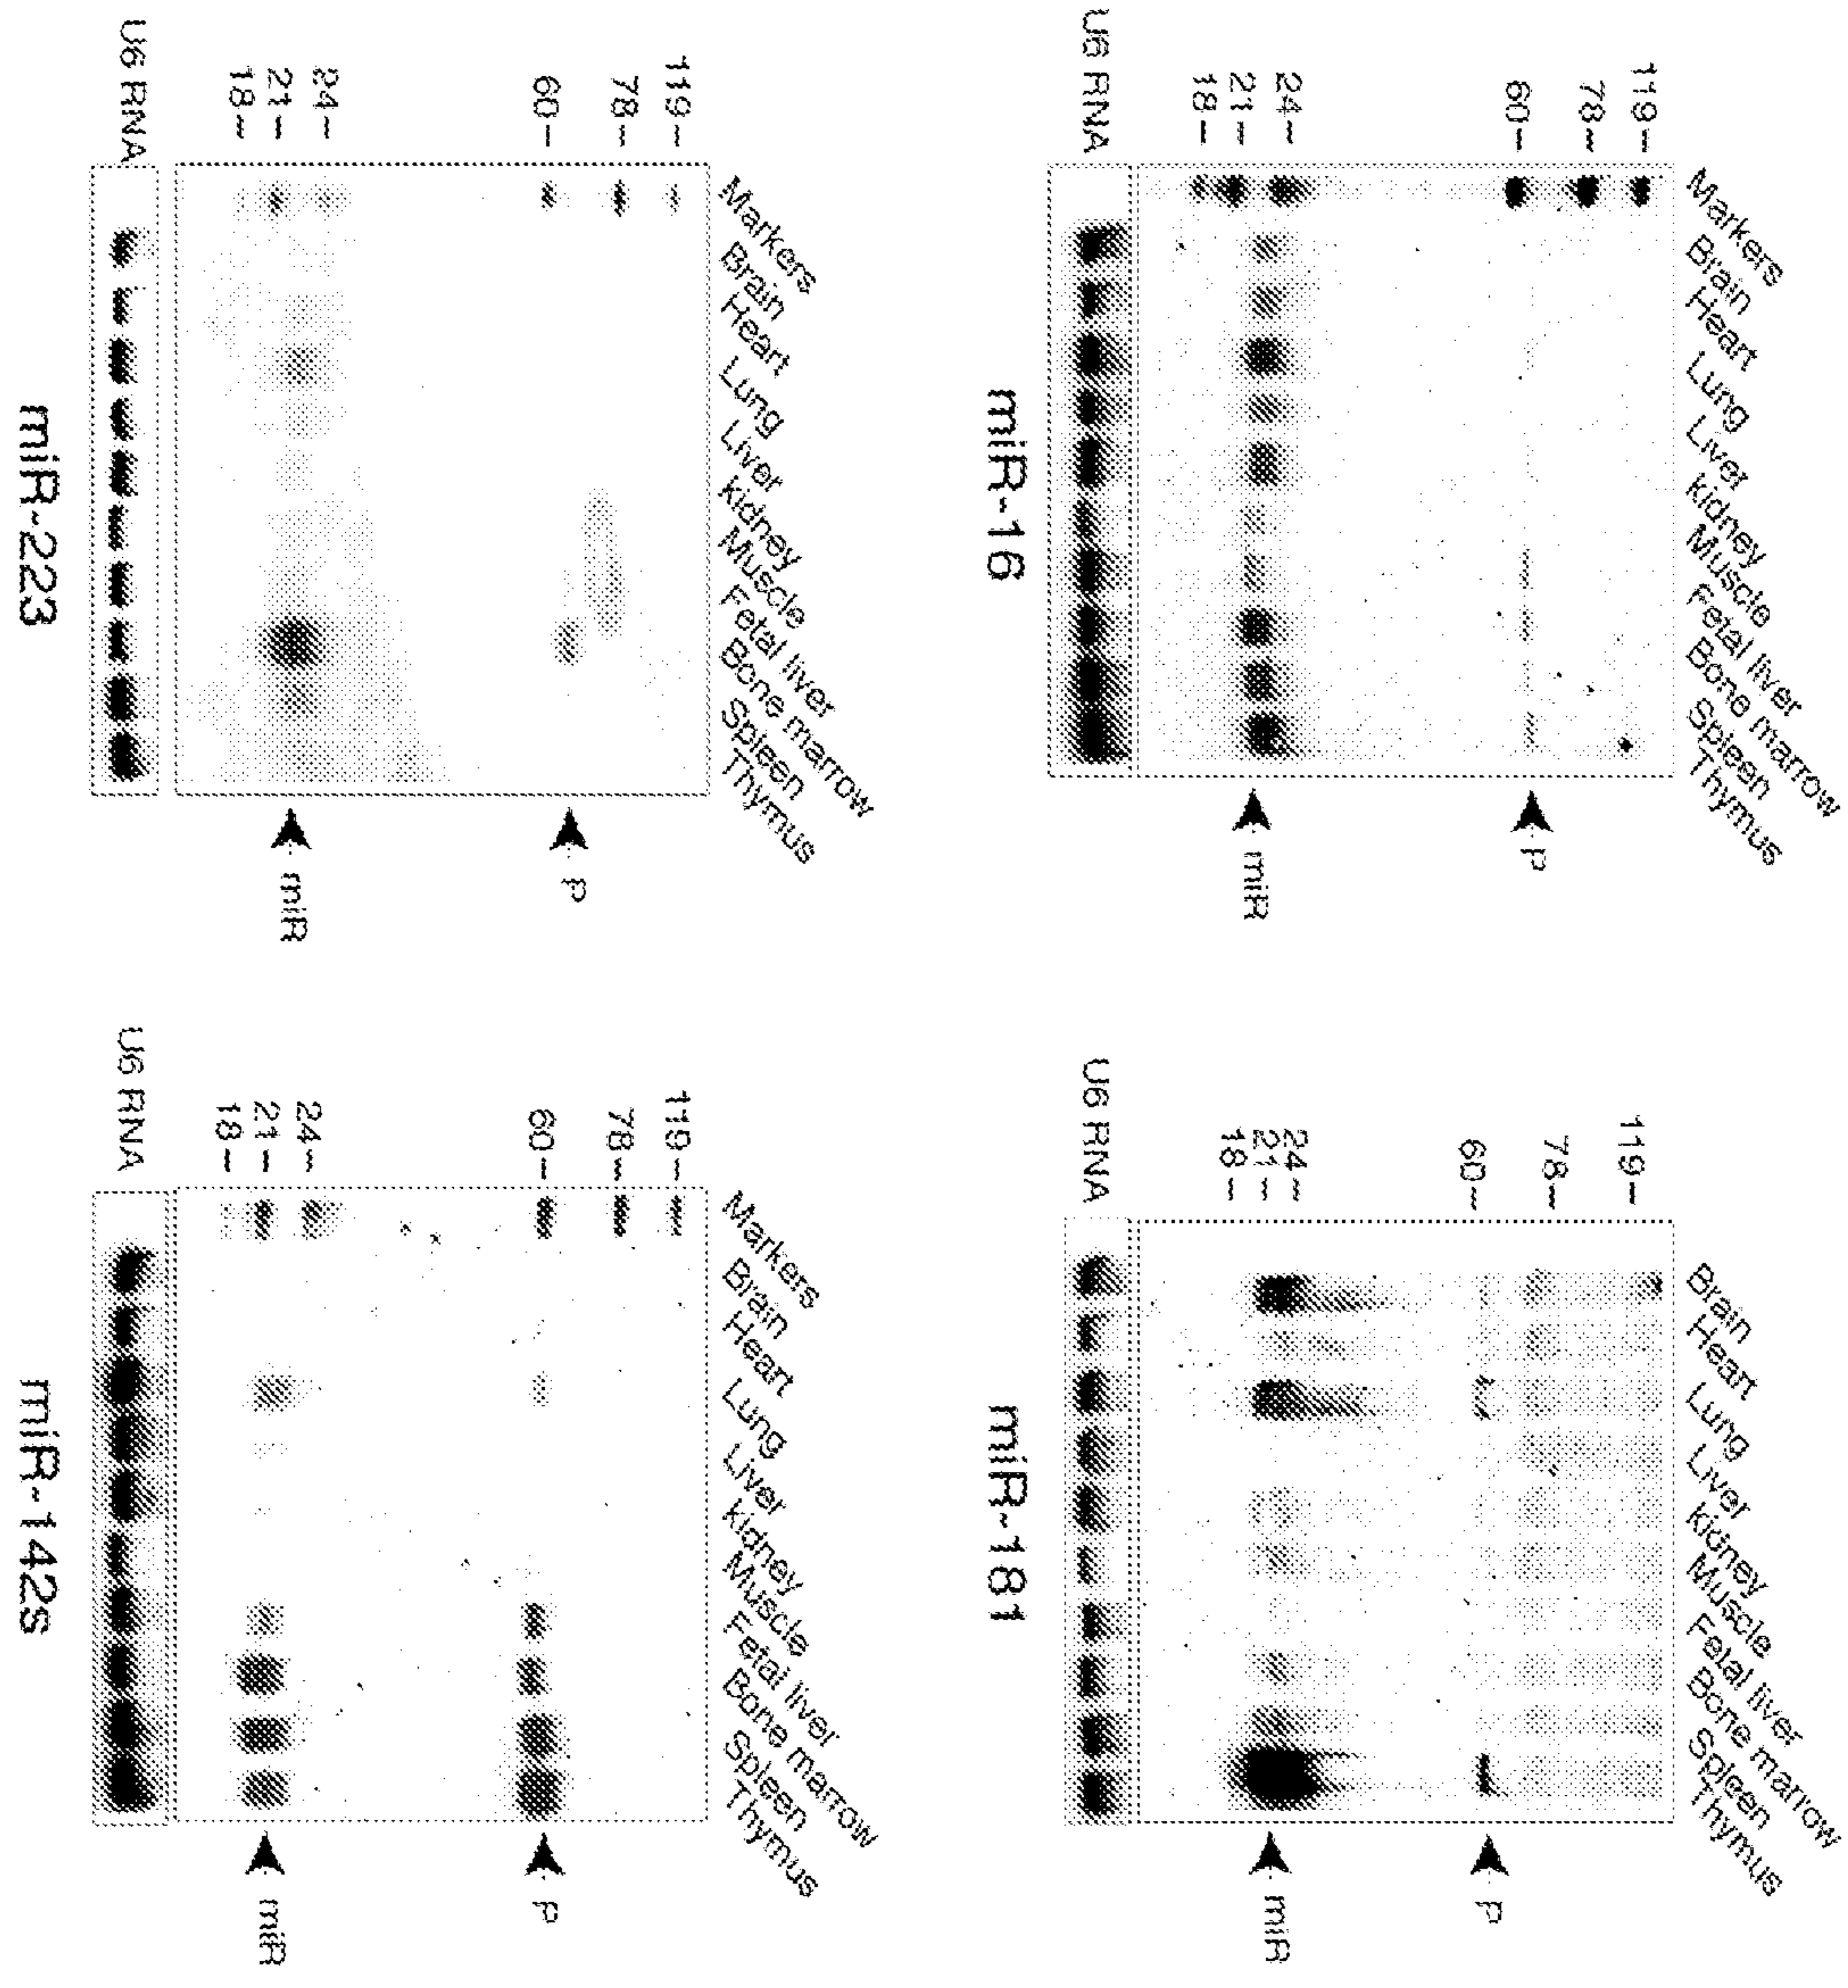 Markers
Brain
Heart
Lung
Liver
kidney
Muscle
Fetal liver
Bone marrow
Spleen
Thymus
119
78
60
24
21
18
U6 RNA
P
miR
miR-16
Brain
Heart
Lung
Liver
kidney
Muscle
Fetal liver
Bone marrow
Spleen
Thymus
119
78
60
24
21
18
U6 RNA
P
miR
miR-181
Markers
Brain
Heart
Lung
Liver
kidney
Muscle
Fetal liver
Bone marrow
Spleen
Thymus
119
78
60
24
21
18
U6 RNA
P
miR
miR-223
Markers
Brain
Heart
Lung
Liver
kidney
Muscle
Fetal liver
Bone marrow
Spleen
Thymus
119
78
60
24
21
18
U6 RNA
P
miR
miR-142s